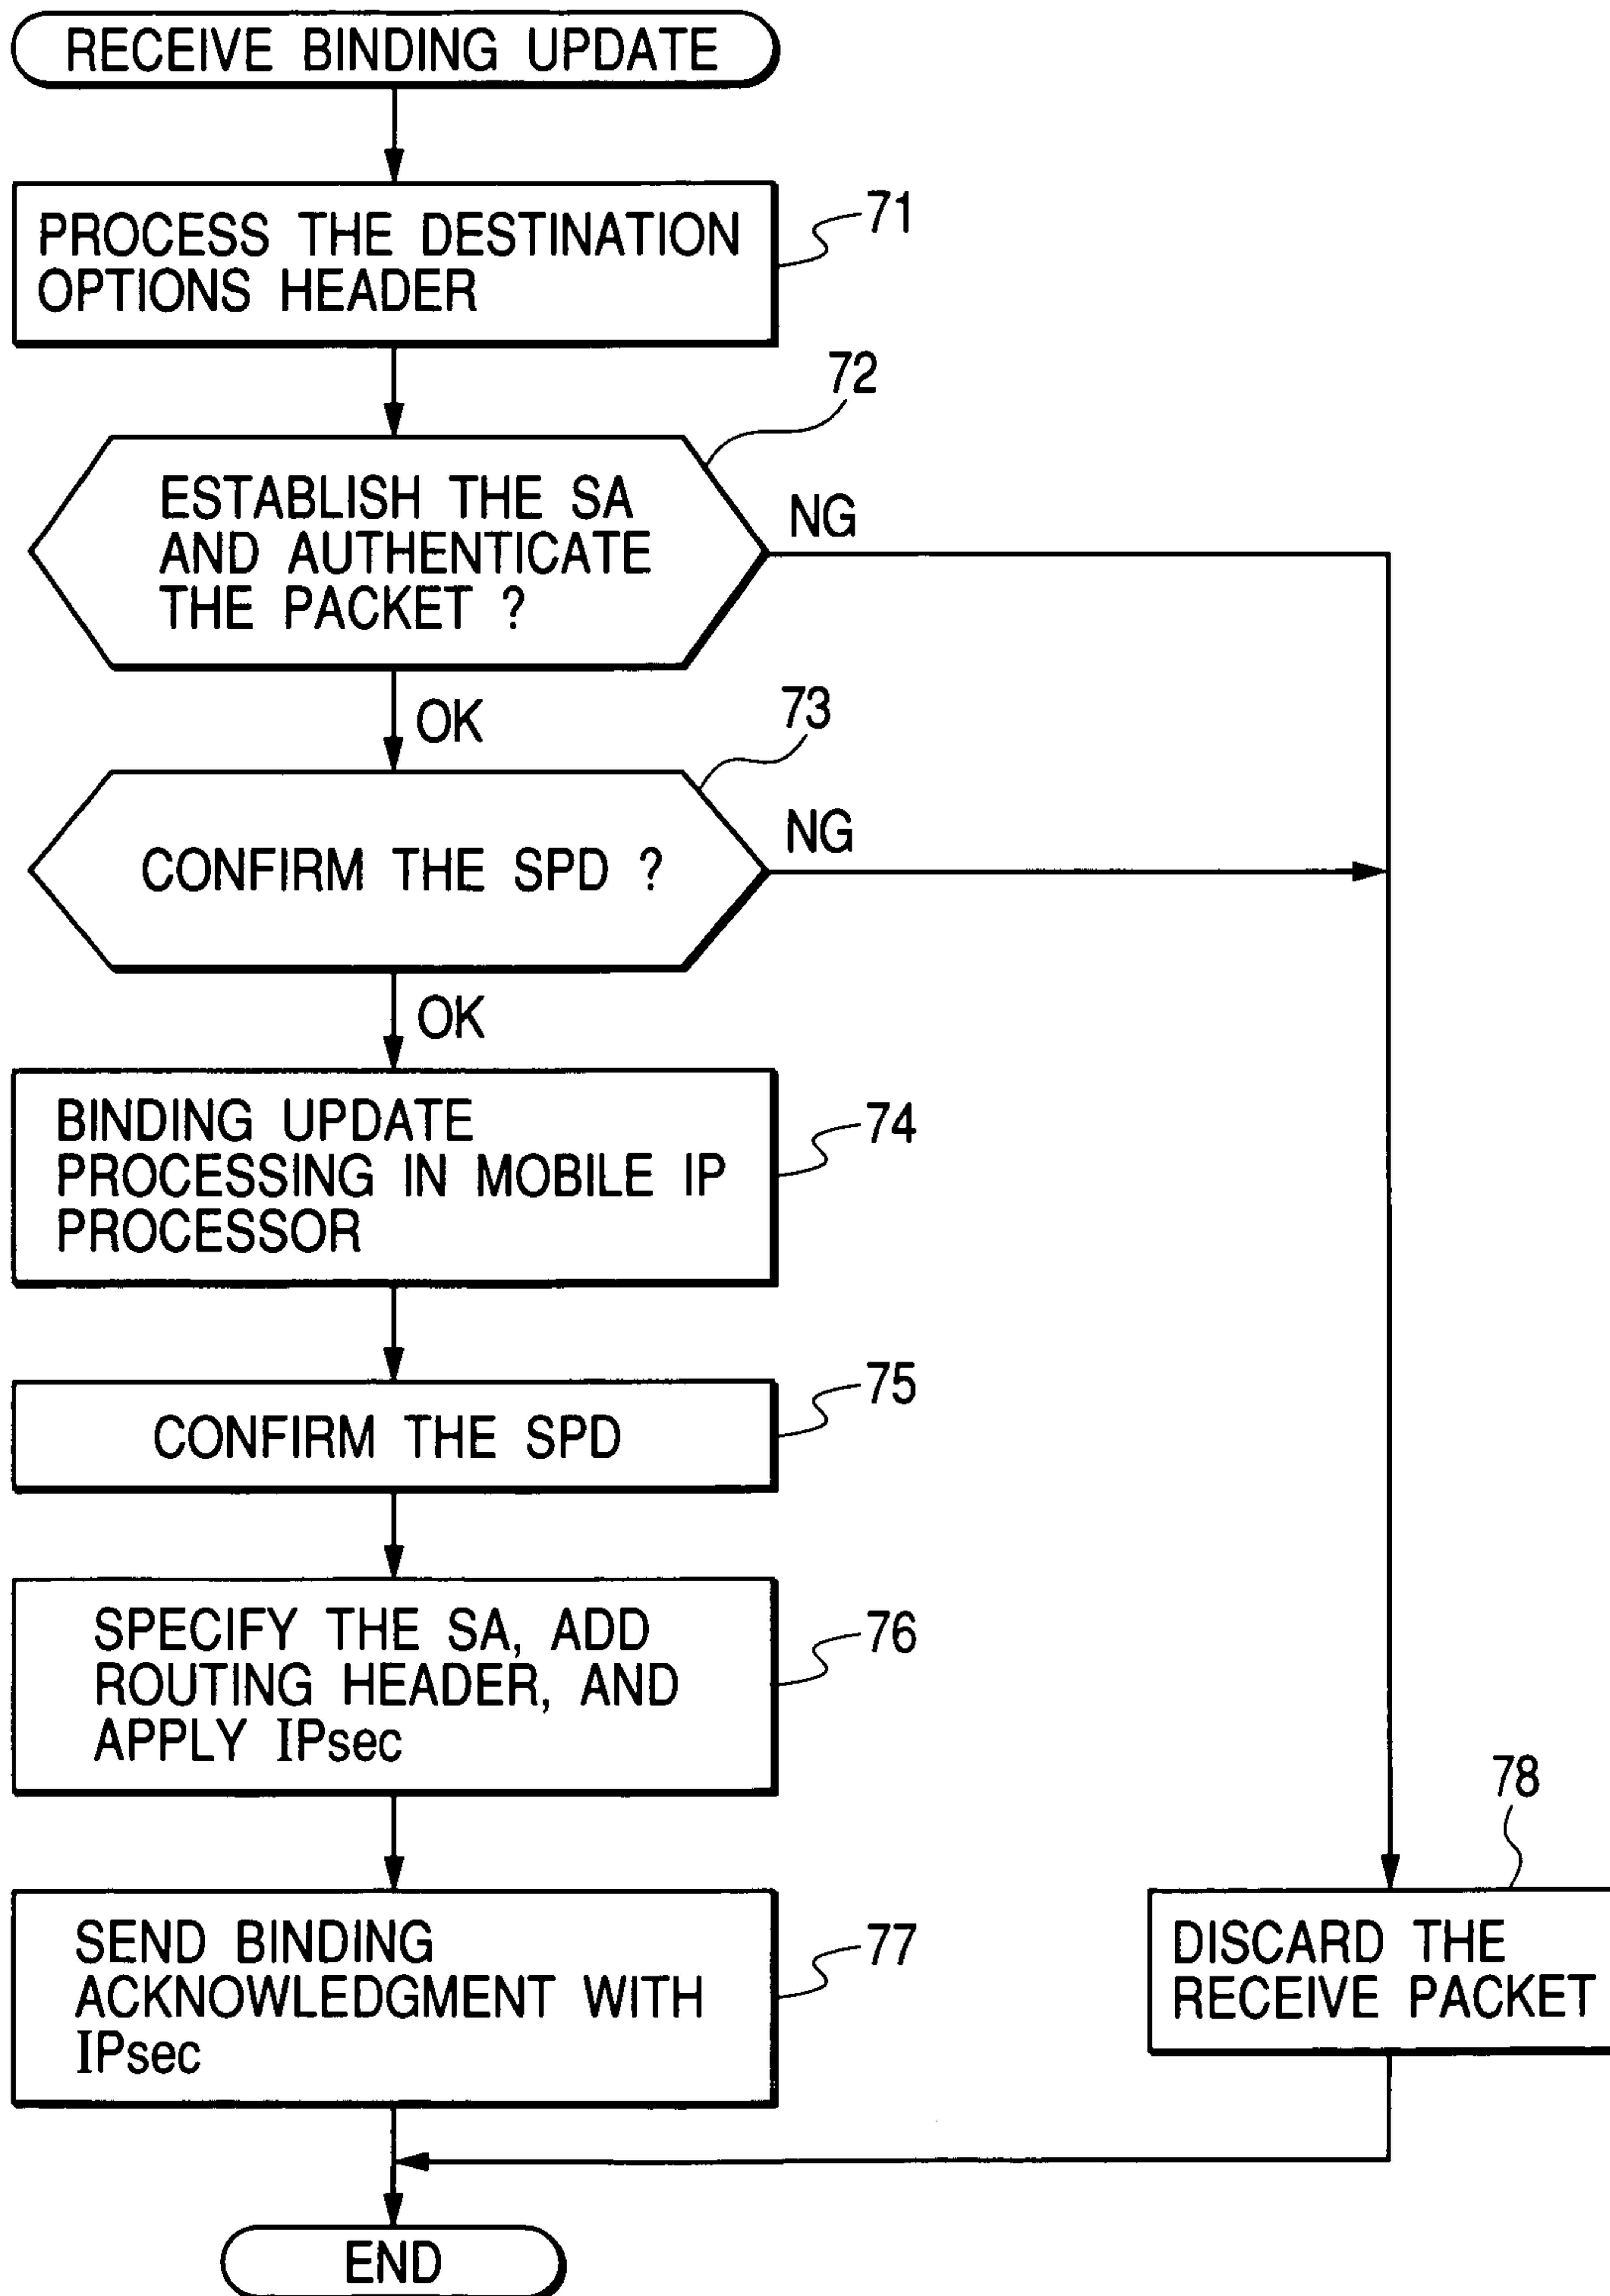 RECEIVE BINDING UPDATE
PROCESS THE DESTINATION
OPTIONS HEADER
71
72
ESTABLISH THE SA
AND AUTHENTICATE
THE PACKET ?
NG
OK
73
CONFIRM THE SPD ?
NG
OK
BINDING UPDATE
PROCESSING IN MOBILE IP
PROCESSOR
74
CONFIRM THE SPD
75
SPECIFY THE SA, ADD
ROUTING HEADER, AND
APPLY IPsec
76
SEND BINDING
ACKNOWLEDGMENT WITH
IPsec
77
78
DISCARD THE
RECEIVE PACKET
END